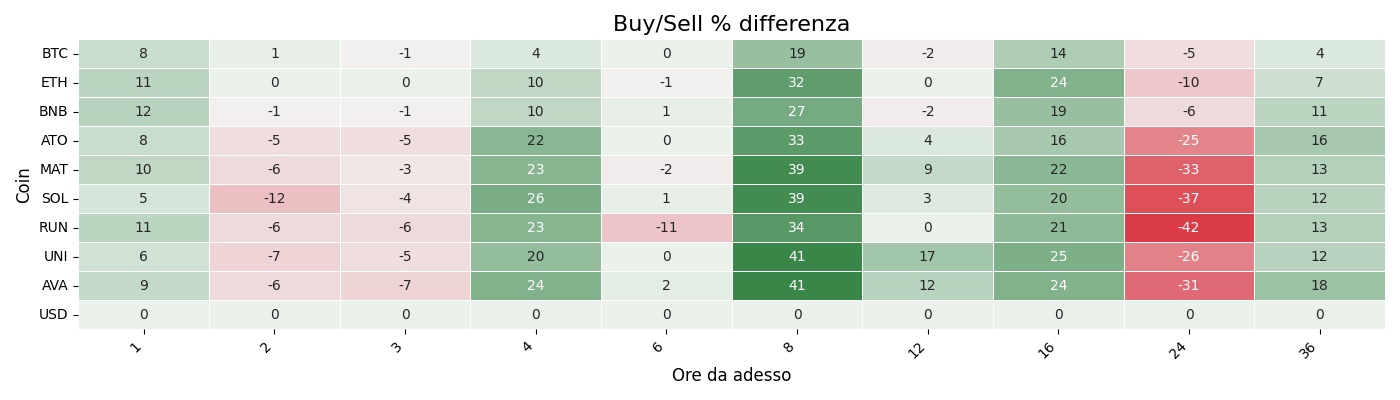 Buy/Sell % differenza
Coin
BTC 8 1 -1 4 0 19 -2 14 -5 4
ETH 11 0 0 10 -1 32 0 24 -10 7
BNB 12 -1 -1 10 1 27 -2 19 -6 11
ATO 8 -5 -5 22 0 33 4 16 -25 16
MAT 10 -6 -3 23 -2 39 9 22 -33 13
SOL 5 -12 -4 26 1 39 3 20 -37 12
RUN 11 -6 -6 23 -11 34 0 21 -42 13
UNI 6 -7 -5 20 0 41 17 25 -26 12
AVA 9 -6 -7 24 2 41 12 24 -31 18
USD 0 0 0 0 0 0 0 0 0 0
1 2 3 4 6 8 12 16 24 36
Ore da adesso